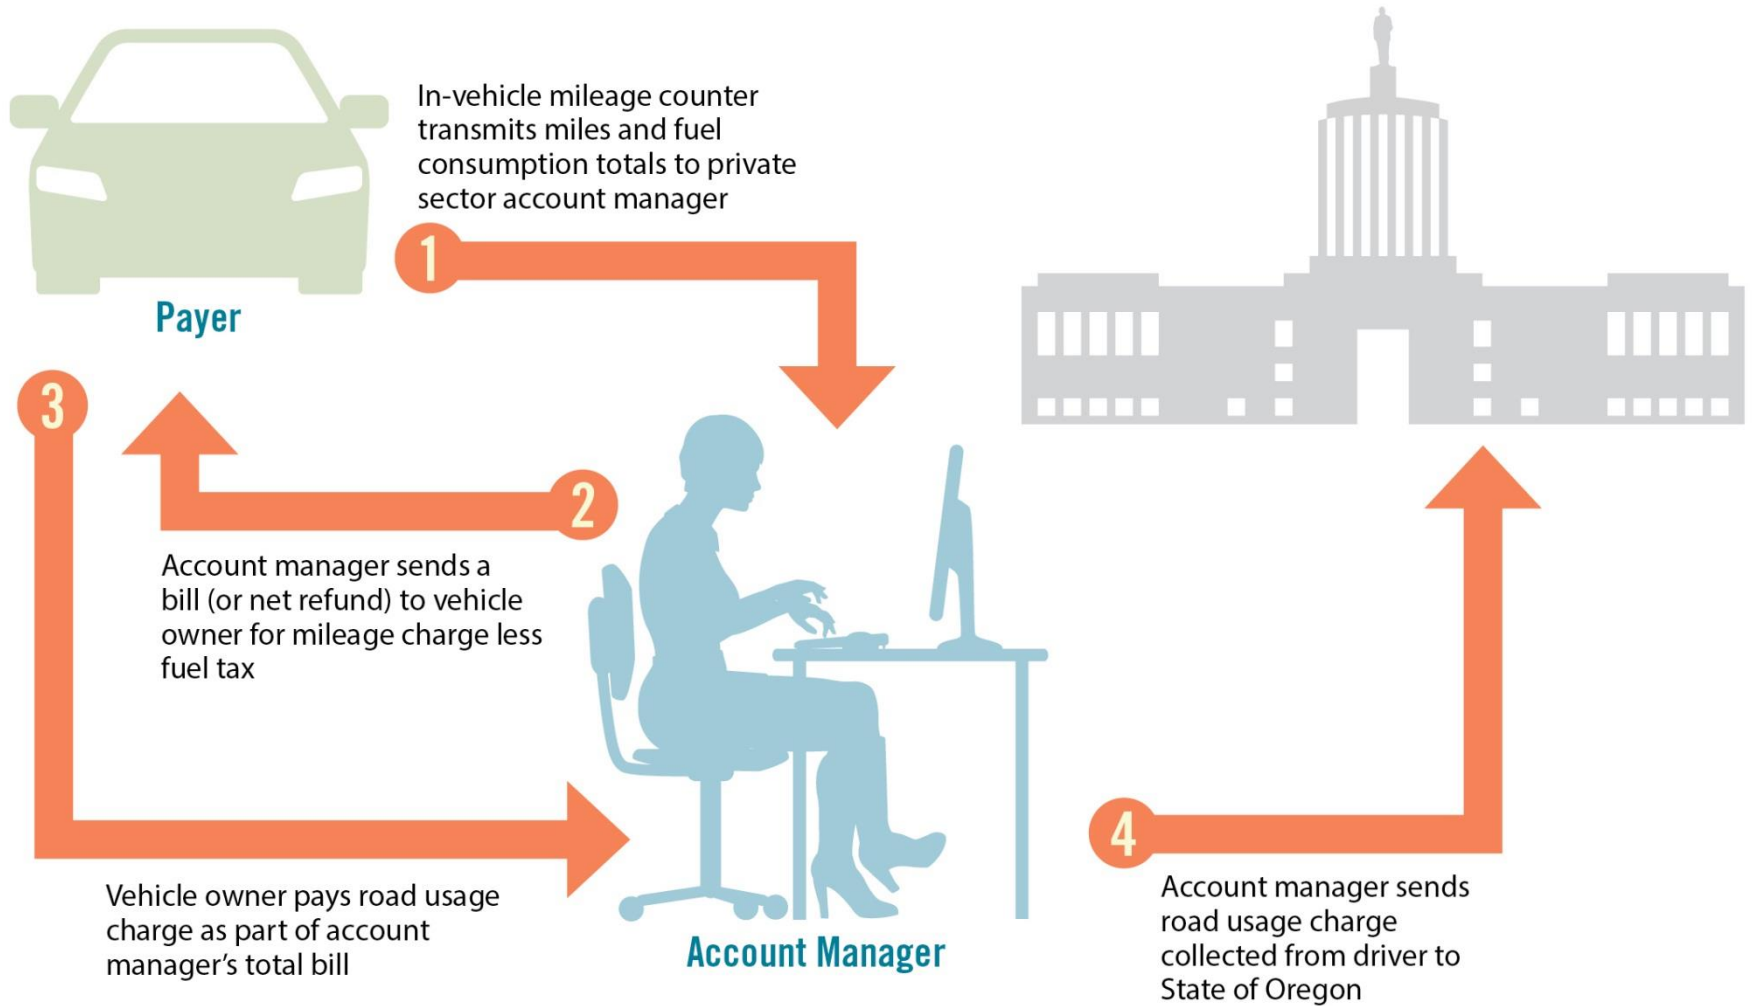 In-vehicle mileage counter
transmits miles and fuel
consumption totals to private
sector account manager
1
Payer
3
2
Account manager sends a
bill (or net refund) to vehicle
owner for mileage charge less
fuel tax
4
Vehicle owner pays road usage
charge as part of account
manager's total bill
Account Manager
Account manager sends
road usage charge
collected from driver to
State of Oregon